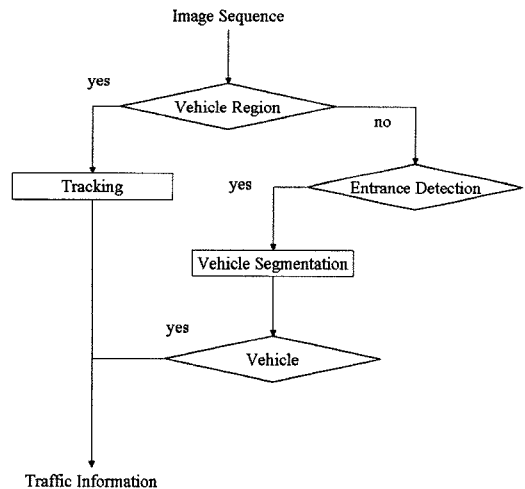 Image Sequence
yes
Vehicle Region
no
Tracking
yes
Entrance Detection
Vehicle Segmentation
yes
Vehicle
Traffic Information